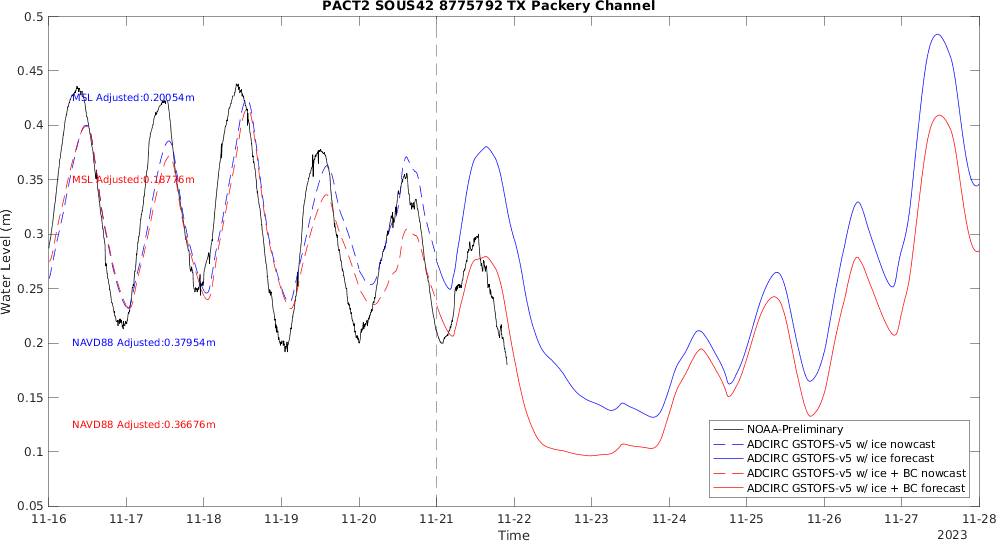 PACT2 SOUS42 8775792 TX Packery Channel
0.5
0.45
0.4
0.35
0.3
0.25
0.2
0.15
0.1
0.05
Water Level (m)
MSL Adjusted:0.20054m
MSL Adjusted:0.18776m
NAVD88 Adjusted:0.37954m
NAVD88 Adjusted:0.36676m
NOAA-Preliminary
ADCIRC GSTOFS-v5 w/ ice nowcast
ADCIRC GSTOFS-v5 w/ ice forecast
ADCIRC GSTOFS-v5 w/ ice + BC nowcast
ADCIRC GSTOFS-v5 w/ ice + BC forecast
11-16 11-17 11-18 11-19 11-20 11-21 11-22 11-23 11-24 11-25 11-26 11-27 11-28
Time
2023